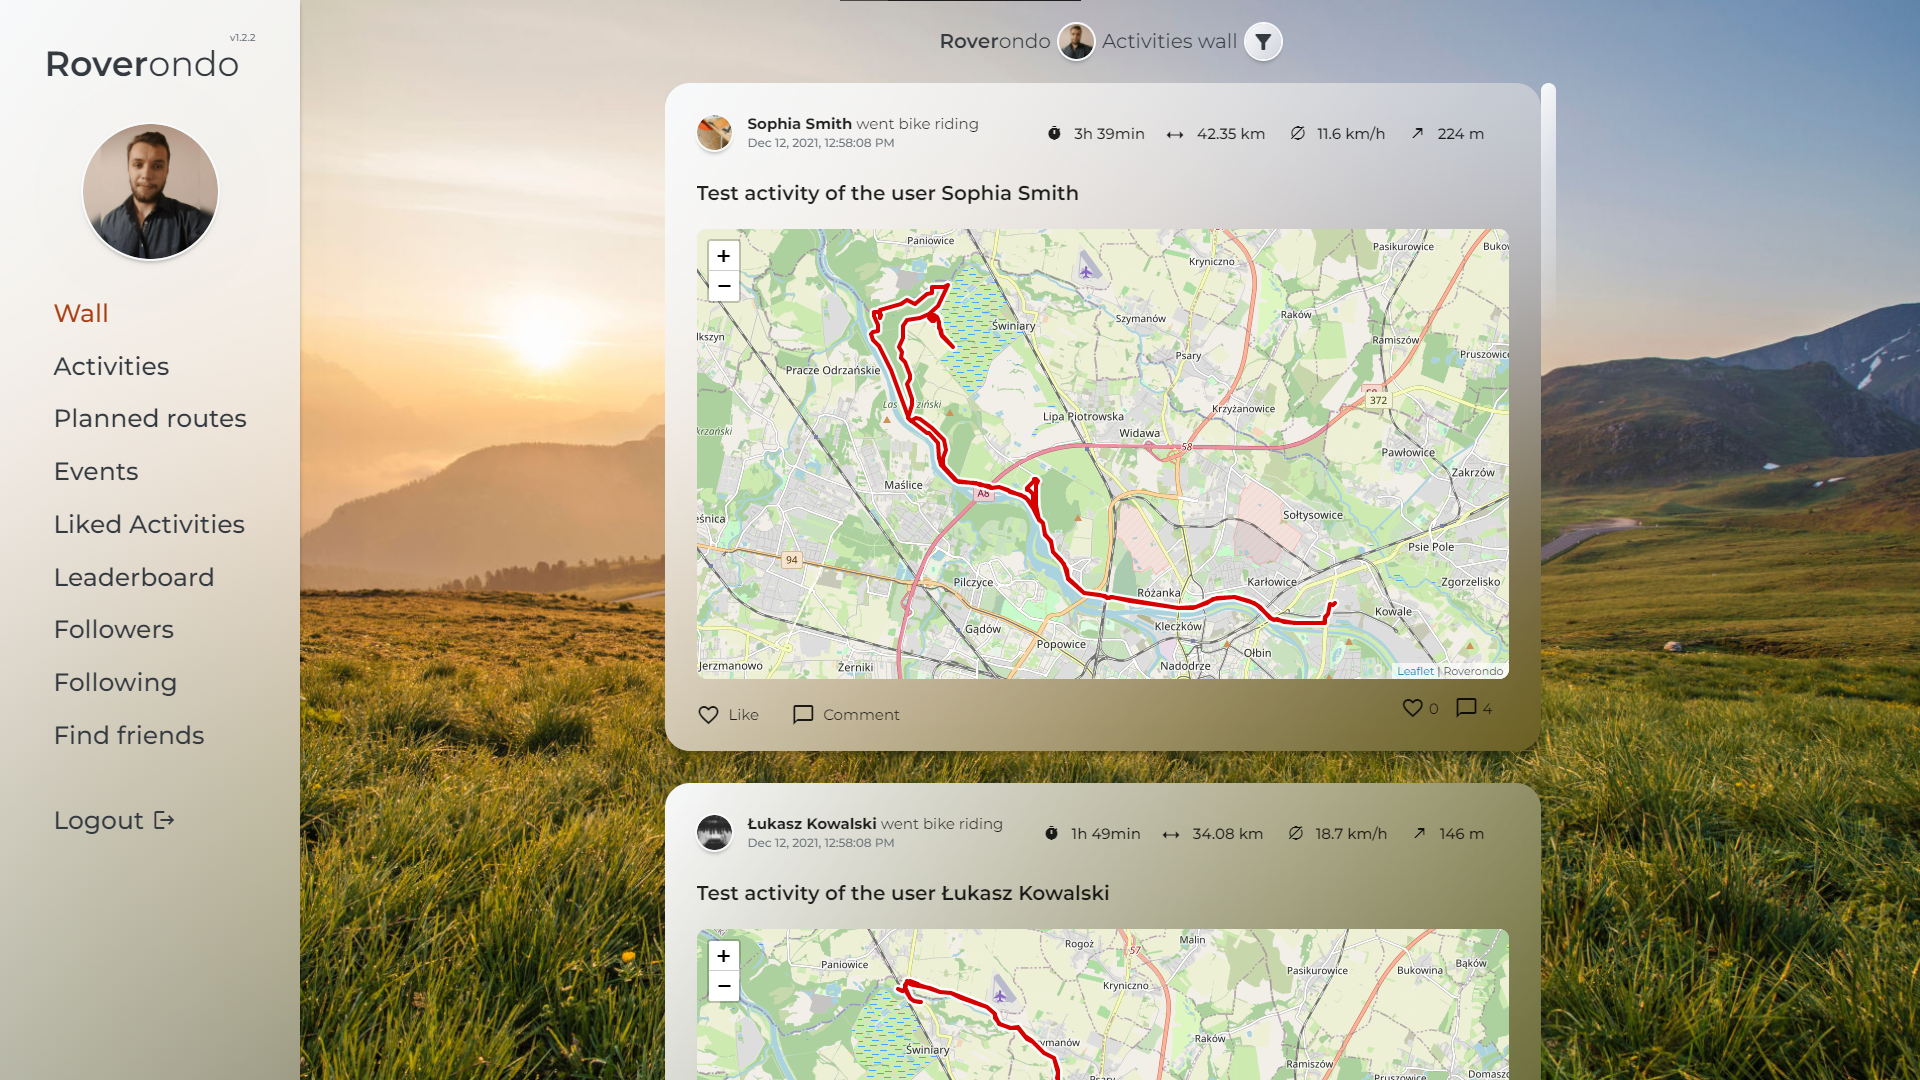 v1.2.2
Roverondo
Wall
Activities
Planned routes
Events
Liked Activities
Leaderboard
Followers
Following
Find friends
Logout
Roverondo Activities wall
Sophia Smith went bike riding
Dec 12, 2021, 12:58:08 PM
3h 39min 42.35 km 11.6 km/h 224 m
Test activity of the user Sophia Smith
+
−
Paniowice
Pasikurowice
Kryniczno
Szymanów
Raków
Świniary
Ramiszów
Psary
Pracze Odrzańskie
Lipa Piotrowska
Krzyżanowice
372
Widawa
58
Pawłowice
Zakrzów
Maślice
A8
Sołtysowice
Psie Pole
94
Pilczyce
Karłowice
Zgorzelisko
Różanka
Kowale
Gądów
Kleczków
Popowice
Ołbin
Jerzmanowo
Żerniki
Nadodrze
Leaflet | Roverondo
Like Comment
0 4
Łukasz Kowalski went bike riding
Dec 12, 2021, 12:58:08 PM
1h 49min 34.08 km 18.7 km/h 146 m
Test activity of the user Łukasz Kowalski
+
−
Rogoż
Malin
57
Paniowice
Pasikurowice
Bukowina
Bąków
Kryniczno
Raków
Świniary
Ramiszów